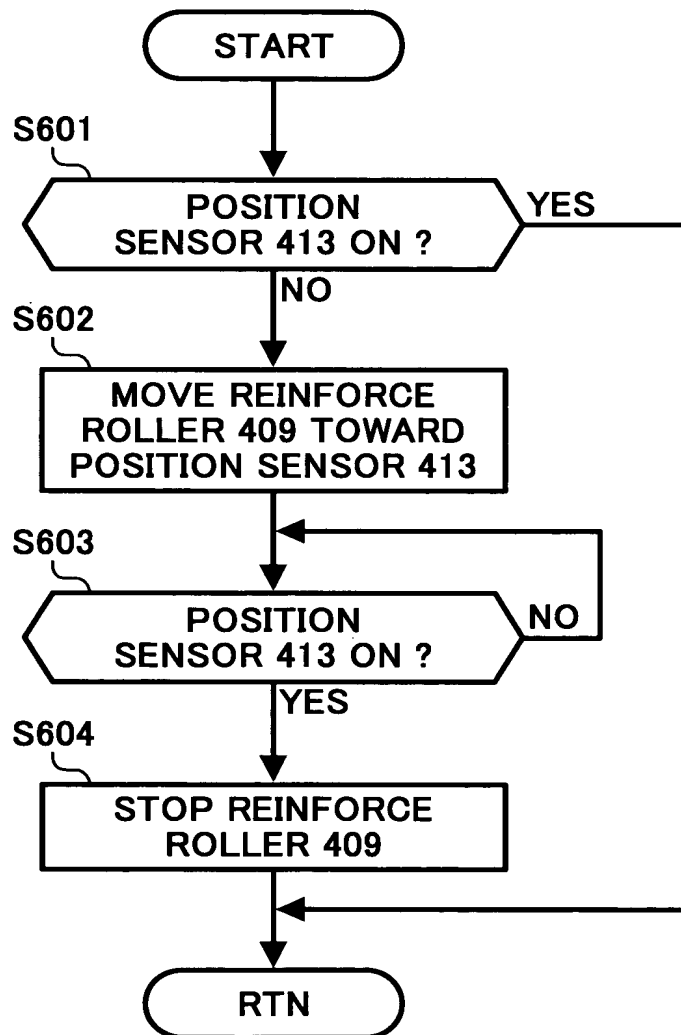 START
S601
POSITION
SENSOR 413 ON ?
YES
NO
S602
MOVE REINFORCE
ROLLER 409 TOWARD
POSITION SENSOR 413
S603
POSITION
SENSOR 413 ON ?
NO
YES
S604
STOP REINFORCE
ROLLER 409
RTN